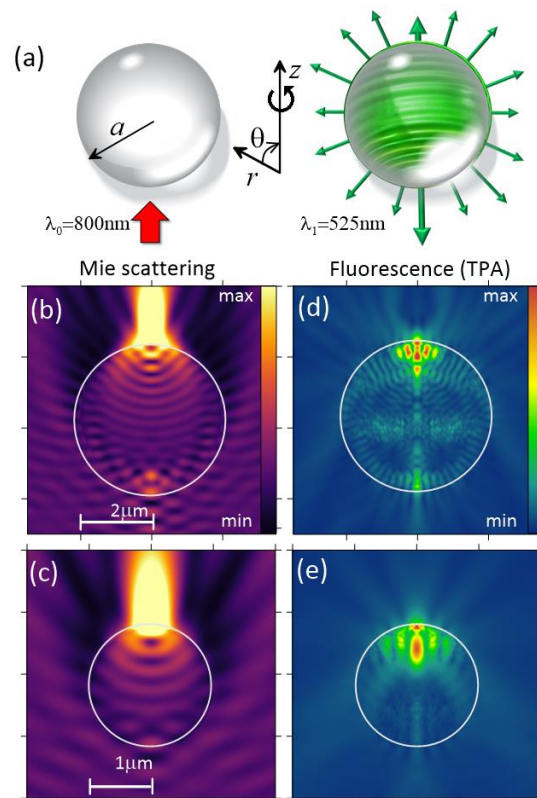 (a)
a
z
θ
r
λ₀=800nm
λ₁=525nm
Mie scattering
Fluorescence (TPA)
(b)
max
(d)
max
2μm
min
min
(c)
(e)
1μm